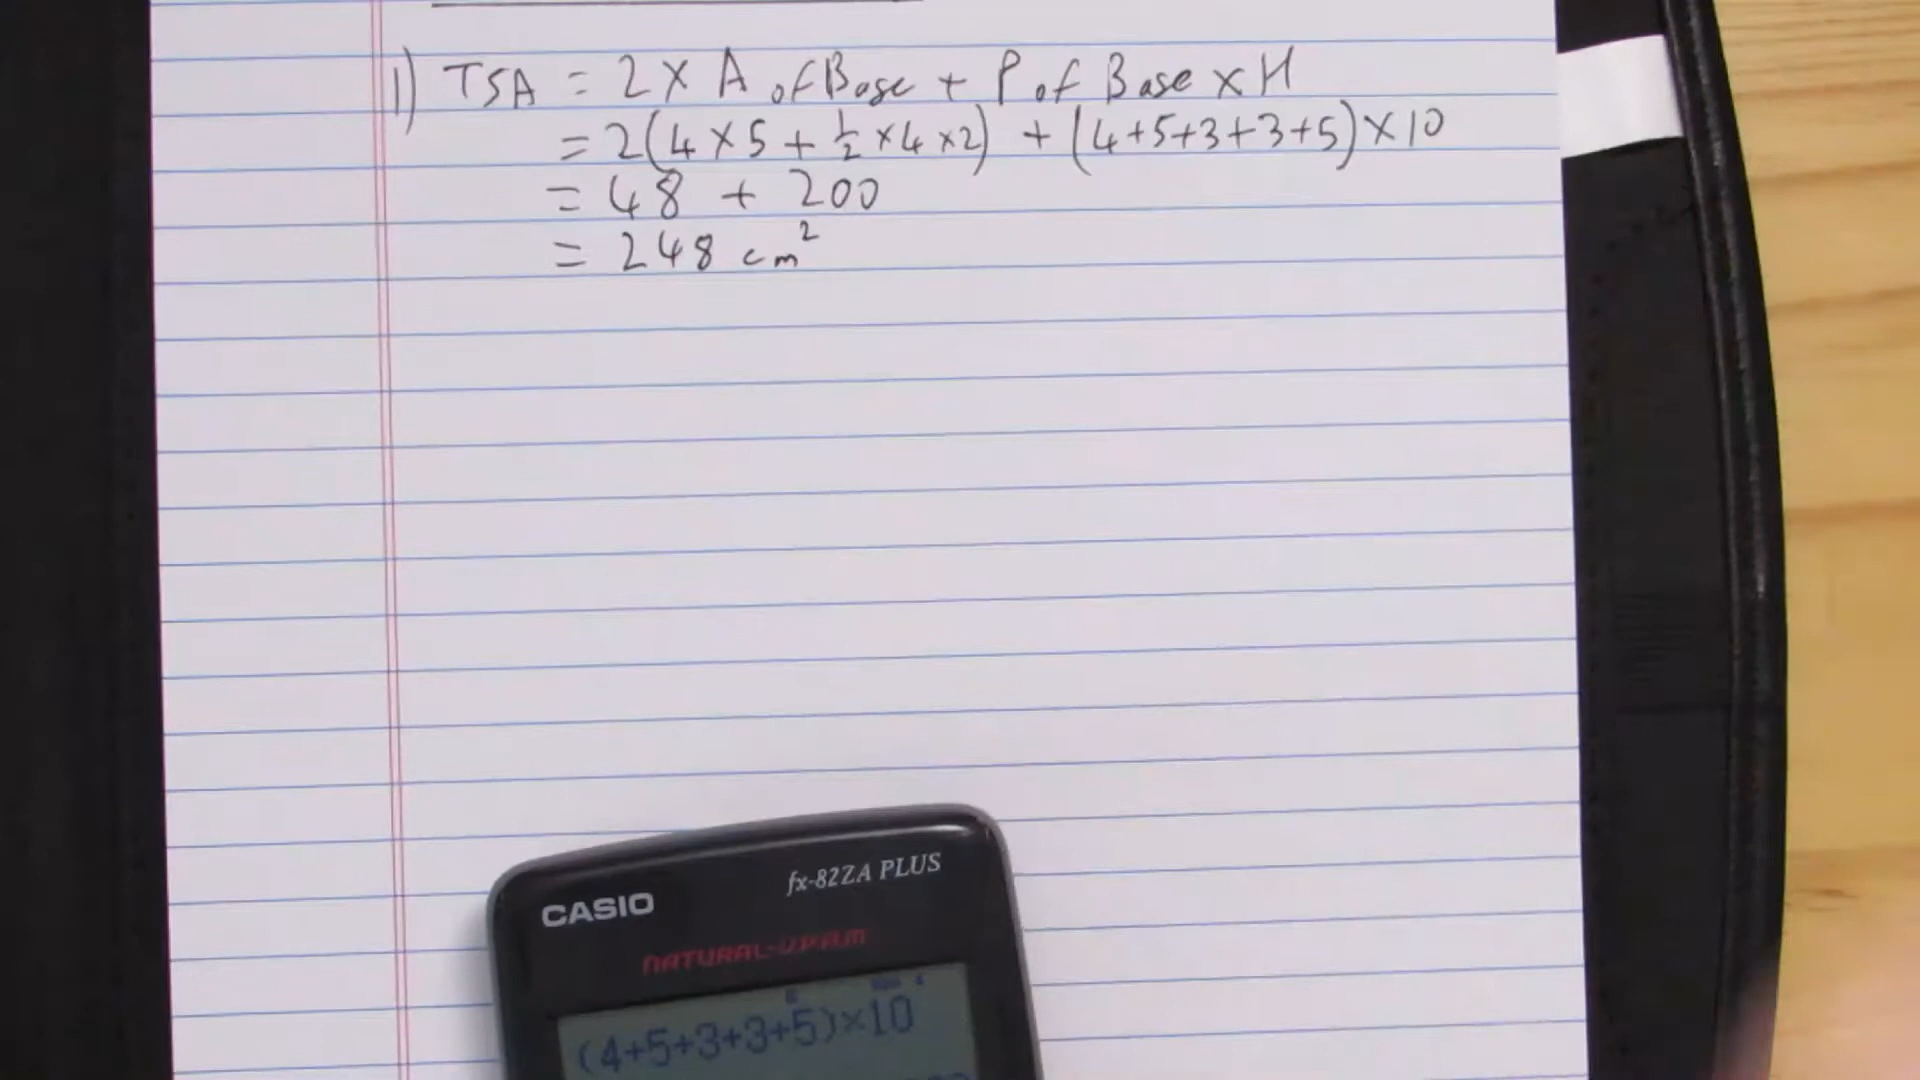 1) TSA = 2 × A of Base + P of Base × H
= 2(4 × 5 + 1/2 × 4 × 2) + (4+5+3+3+5) × 10
= 48 + 200
= 248 cm²
fx-82ZA PLUS
CASIO
NATURAL-V.P.A.M.
(4+5+3+3+5)×10